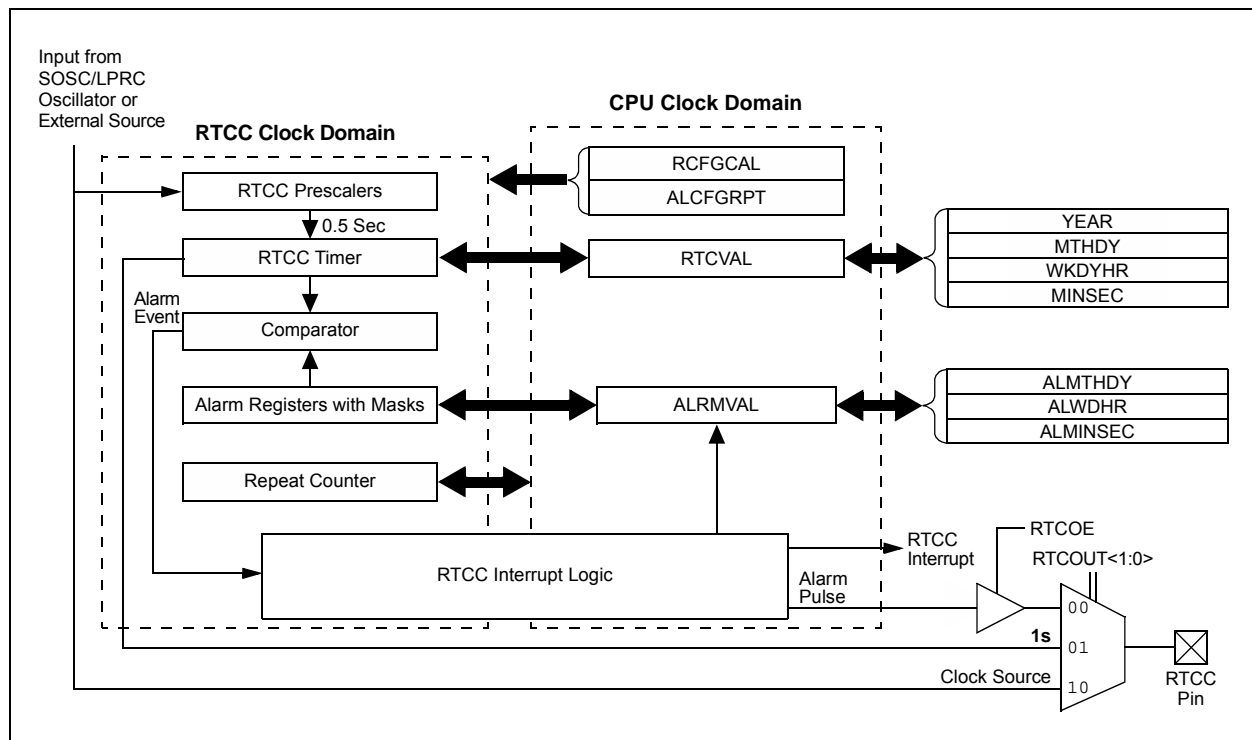 Input from
SOSC/LPRC
Oscillator or
External Source
RTCC Clock Domain
CPU Clock Domain
RTCC Prescalers
0.5 Sec
RTCC Timer
Alarm
Event
Comparator
Alarm Registers with Masks
Repeat Counter
RCFGCAL
ALCFGRPT
RTCVAL
YEAR
MTHDY
WKDYHR
MINSEC
ALRMVAL
ALMTHDY
ALWDHR
ALMINSEC
RTCC Interrupt Logic
RTCC
Interrupt
Alarm
Pulse
RTCOE
RTCOUT<1:0>
00
1s
01
Clock Source
10
RTCC
Pin